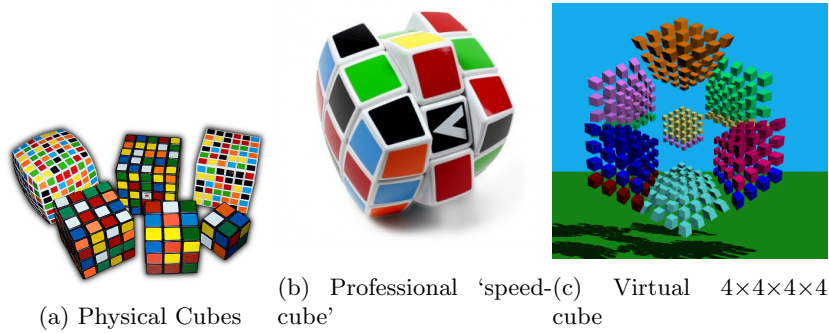 V
(a) Physical Cubes
(b) Professional ‘speed-cube’
(c) Virtual 4×4×4×4 cube